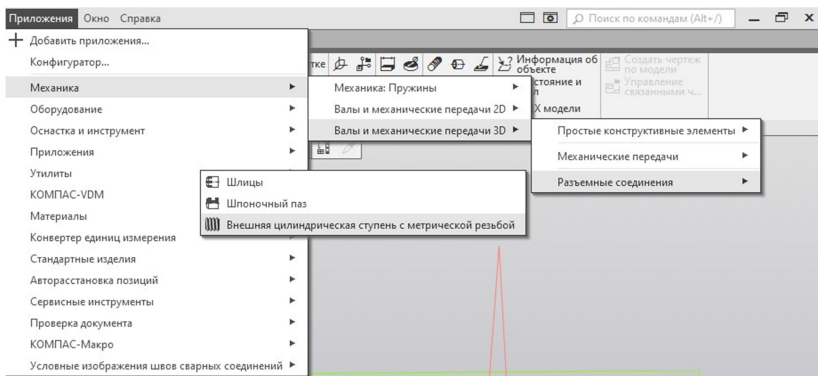 Приложения Окно Справка
Поиск по командам (Alt+/)
Добавить приложения...
Конфигуратор...
тке
Информация об
объекте
Создать чертеж
по модели
Механика
Механика: Пружины
стояние и
л
Управление
связанными ч...
Оборудование
Валы и механические передачи 2D
Х модели
Оснастка и инструмент
Валы и механические передачи 3D
Простые конструктивные элементы
Приложения
Механические передачи
Утилиты
Шлицы
Разъемные соединения
КОМПАС-VDM
Шпоночный паз
Материалы
Внешняя цилиндрическая ступень с метрической резьбой
Конвертер единиц измерения
Стандартные изделия
Авторасстановка позиций
Сервисные инструменты
Проверка документа
КОМПАС-Макро
Условные изображения швов сварных соединений